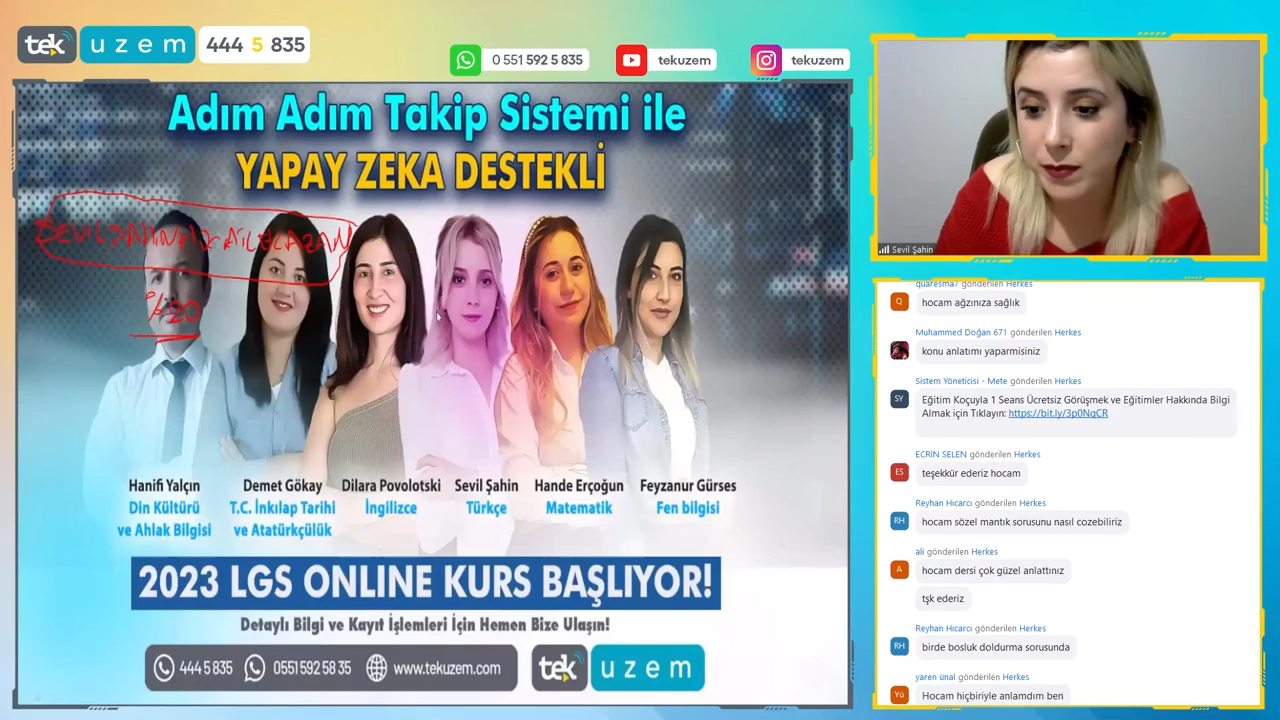 tek uzem 444 5 835
0 551 592 5 835
tekuzem
tekuzem
Adım Adım Takip Sistemi ile
YAPAY ZEKA DESTEKLİ
%20
Hanifi Yalçın
Din Kültürü
ve Ahlak Bilgisi
Demet Gökay
T.C. İnkılap Tarihi
ve Atatürkçülük
Dilara Povolotski
İngilizce
Sevil Şahin
Türkçe
Hande Erçoğun
Matematik
Feyzanur Gürses
Fen bilgisi
2023 LGS ONLINE KURS BAŞLIYOR!
Detaylı Bilgi ve Kayıt İşlemleri İçin Hemen Bize Ulaşın!
444 5 835 0551 592 58 35 www.tekuzem.com tek uzem
Sevil Şahin
quaresma7 gönderilen Herkes
Q hocam ağzınıza sağlık
Muhammed Doğan 671 gönderilen Herkes
konu anlatımı yaparmisiniz
Sistem Yöneticisi - Mete gönderilen Herkes
SY Eğitim Koçuyla 1 Seans Ücretsiz Görüşmek ve Eğitimler Hakkında Bilgi
Almak için Tıklayın: https://bit.ly/3p0NqCR
ECRİN SELEN gönderilen Herkes
ES teşekkür ederiz hocam
Reyhan Hıcarcı gönderilen Herkes
RH hocam sözel mantık sorusunu nasıl cozebiliriz
ali gönderilen Herkes
A hocam dersi çok güzel anlattınız
tşk ederiz
Reyhan Hıcarcı gönderilen Herkes
RH birde bosluk doldurma sorusunda
yaren ünal gönderilen Herkes
Yü Hocam hiçbiriyle anlamdım ben